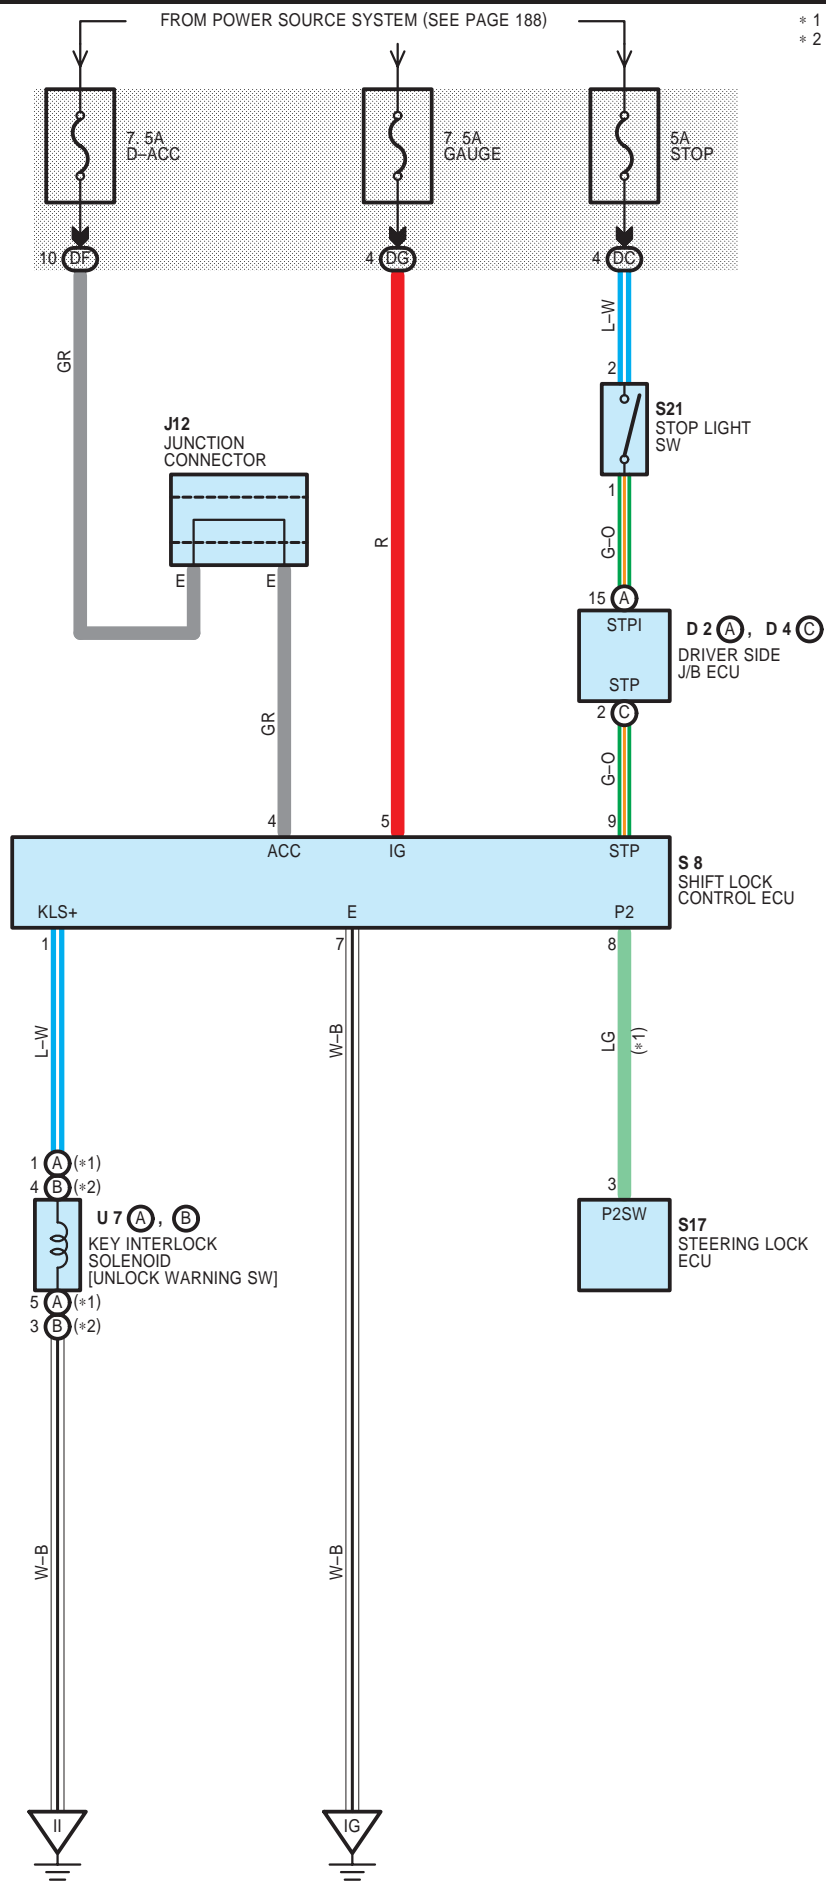 FROM POWER SOURCE SYSTEM (SEE PAGE 188)
* 1
* 2
7. 5A
D–ACC
7. 5A
GAUGE
5A
STOP
10 DF
4 DG
4 DC
GR
L–W
2
S21
STOP LIGHT
SW
1
J12
JUNCTION
CONNECTOR
E
E
R
G–O
15 A
STPI
D 2 A , D 4 C
DRIVER SIDE
J/B ECU
STP
2 C
GR
G–O
4
5
9
ACC
IG
STP
S 8
SHIFT LOCK
CONTROL ECU
KLS+
E
P2
1
7
8
L–W
W–B
LG
(*1)
1 A (*1)
4 B (*2)
U 7 A , B
KEY INTERLOCK
SOLENOID
[UNLOCK WARNING SW]
5 A (*1)
3 B (*2)
3
P2SW
S17
STEERING LOCK
ECU
W–B
W–B
II
IG